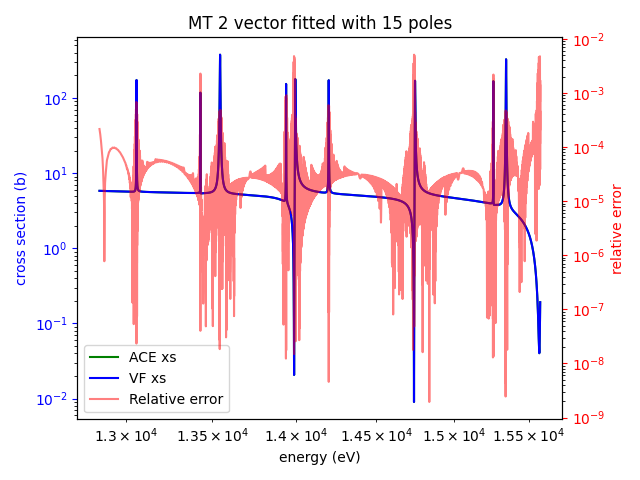 MT 2 vector fitted with 15 poles
10⁻²
10⁻³
10⁻⁴
10⁻⁵
10⁻⁶
10⁻⁷
10⁻⁸
10⁻⁹
relative error
10²
10¹
10⁰
10⁻¹
10⁻²
cross section (b)
ACE xs
VF xs
Relative error
1.3 × 10⁴ 1.35 × 10⁴ 1.4 × 10⁴ 1.45 × 10⁴ 1.5 × 10⁴ 1.55 × 10⁴
energy (eV)